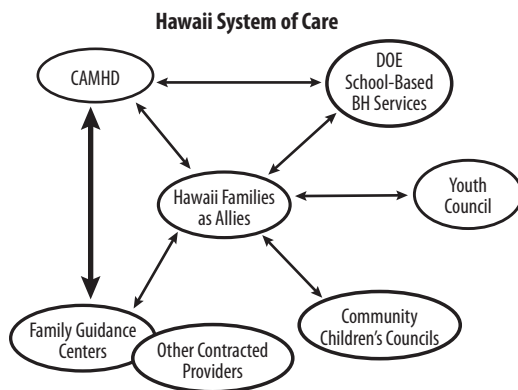 Hawaii System of Care
CAMHD
DOE
School-Based
BH Services
Hawaii Families
as Allies
Youth
Council
Family Guidance
Centers
Other Contracted
Providers
Community
Children's Councils